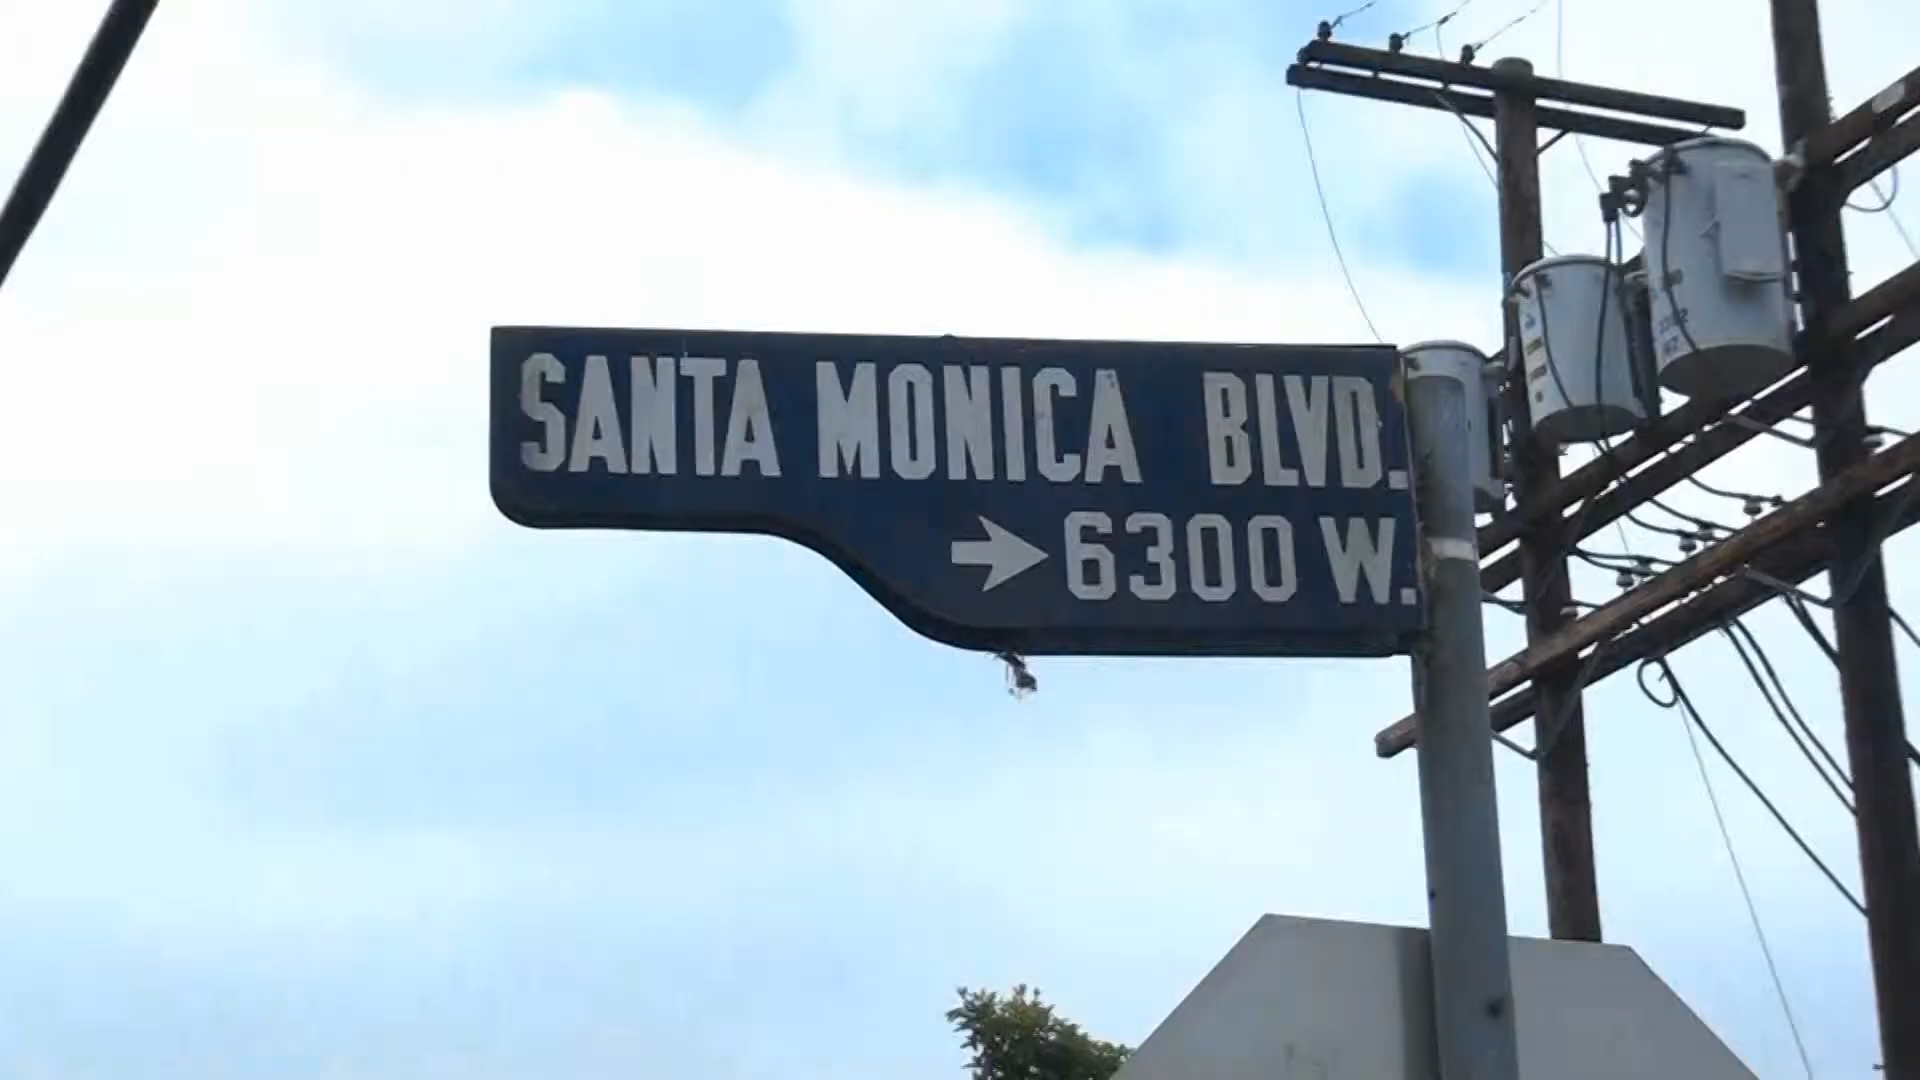 SANTA MONICA BLVD.
→ 6300 W.